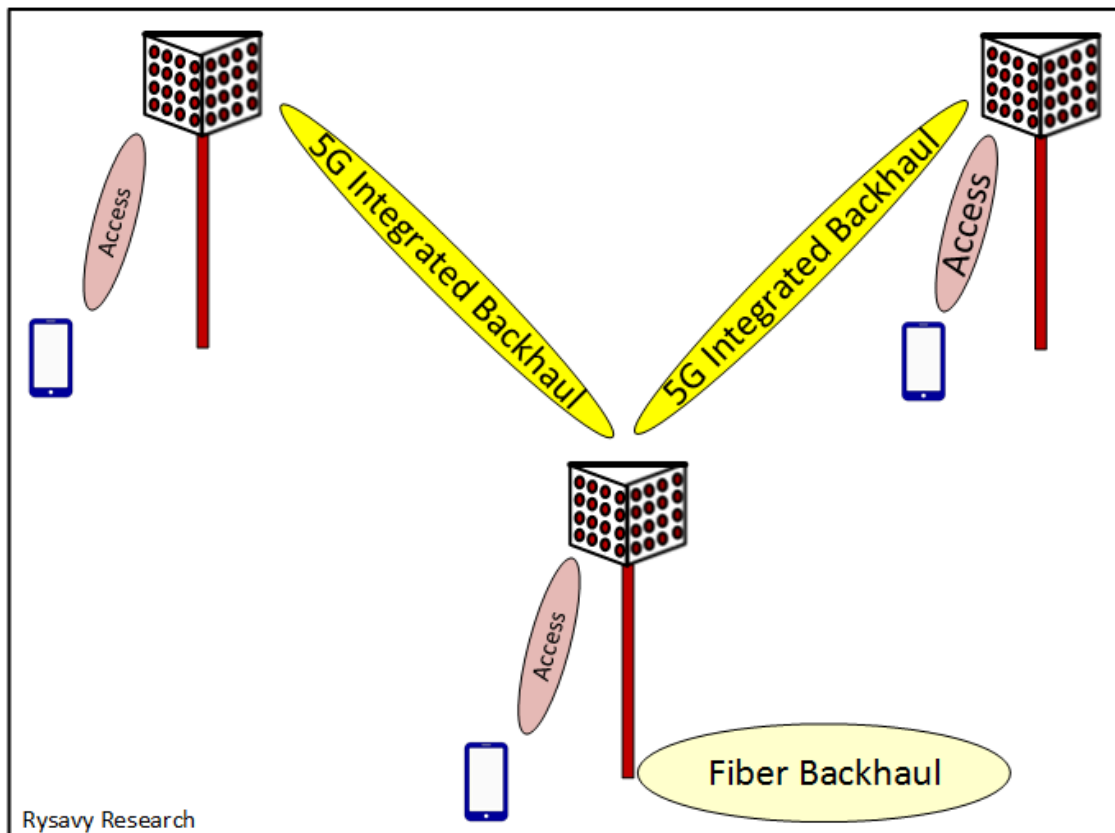 5G Integrated Backhaul
5G Integrated Backhaul
Access
Access
Access
Fiber Backhaul
Rysavy Research